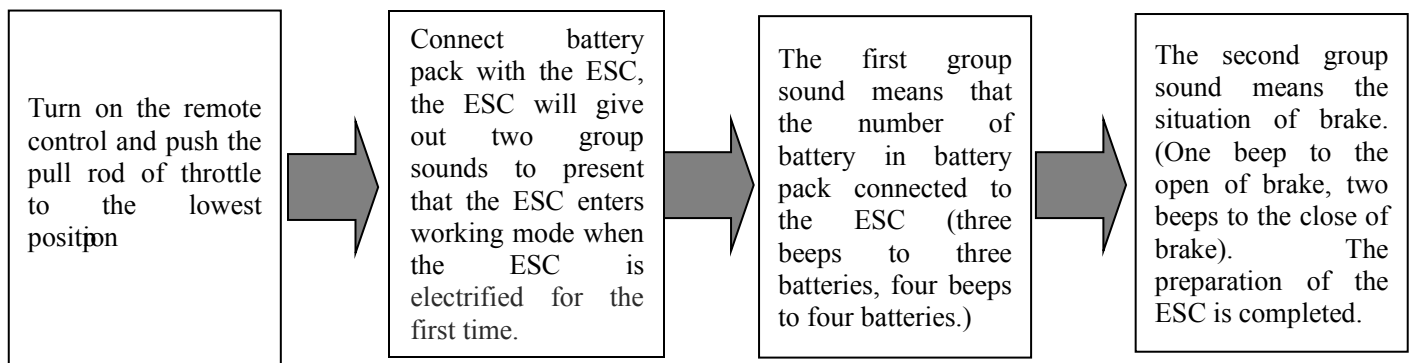 Turn on the remote
control and push the
pull rod of throttle
to the lowest
position
Connect battery
pack with the ESC,
the ESC will give
out two group
sounds to present
that the ESC enters
working mode when
the ESC is
electrified for the
first time.
The first group
sound means that
the number of
battery in battery
pack connected to
the ESC (three
beeps to three
batteries, four beeps
to four batteries.)
The second group
sound means the
situation of brake.
(One beep to the
open of brake, two
beeps to the close of
brake). The
preparation of the
ESC is completed.